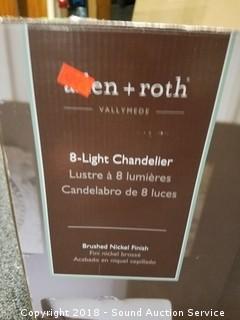 en + roth
VALLYMEDE
8-Light Chandelier
Lustre à 8 lumières
Candelabro de 8 luces
Brushed Nickel Finish
Fini nickel brossé
Acabado en níquel cepillado
Copyright 2018 - Sound Auction Service